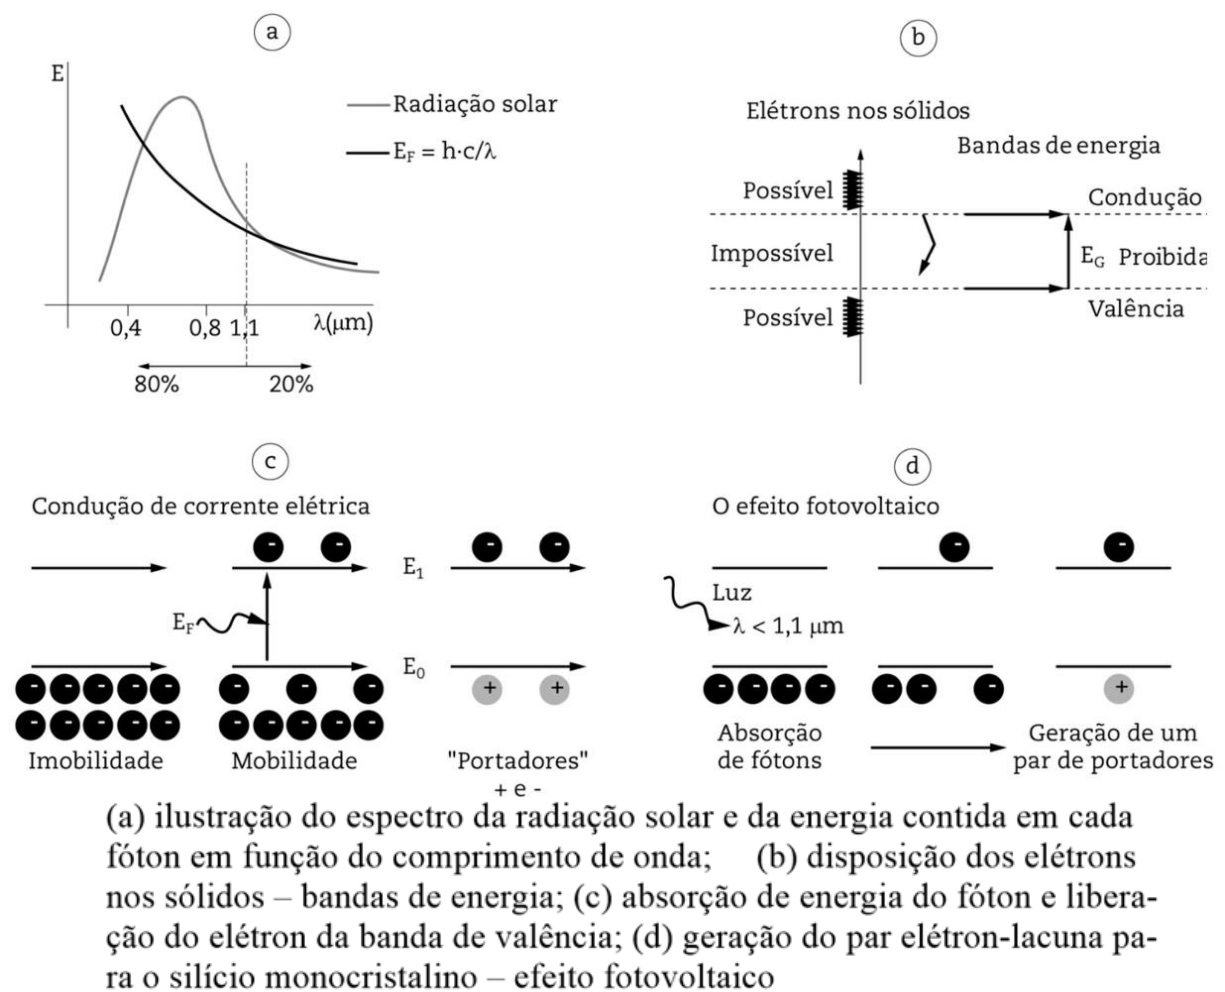 a
E
Radiação solar
E_F = h·c/λ
0,4
0,8
1,1
λ(μm)
80%
20%
b
Elétrons nos sólidos
Bandas de energia
Possível
Condução
Impossível
E_G Proibida
Possível
Valência
c
Condução de corrente elétrica
- -
- -
E_1
E_F
E_0
- - - - -
- - -
+ +
- - - - -
- - - - -
Imobilidade
Mobilidade
"Portadores"
+ e -
d
O efeito fotovoltaico
-
-
Luz
λ < 1,1 μm
- - - -
- - -
+
Absorção
de fótons
Geração de um
par de portadores
(a) ilustração do espectro da radiação solar e da energia contida em cada
fóton em função do comprimento de onda; (b) disposição dos elétrons
nos sólidos – bandas de energia; (c) absorção de energia do fóton e libera-
ção do elétron da banda de valência; (d) geração do par elétron-lacuna pa-
ra o silício monocristalino – efeito fotovoltaico